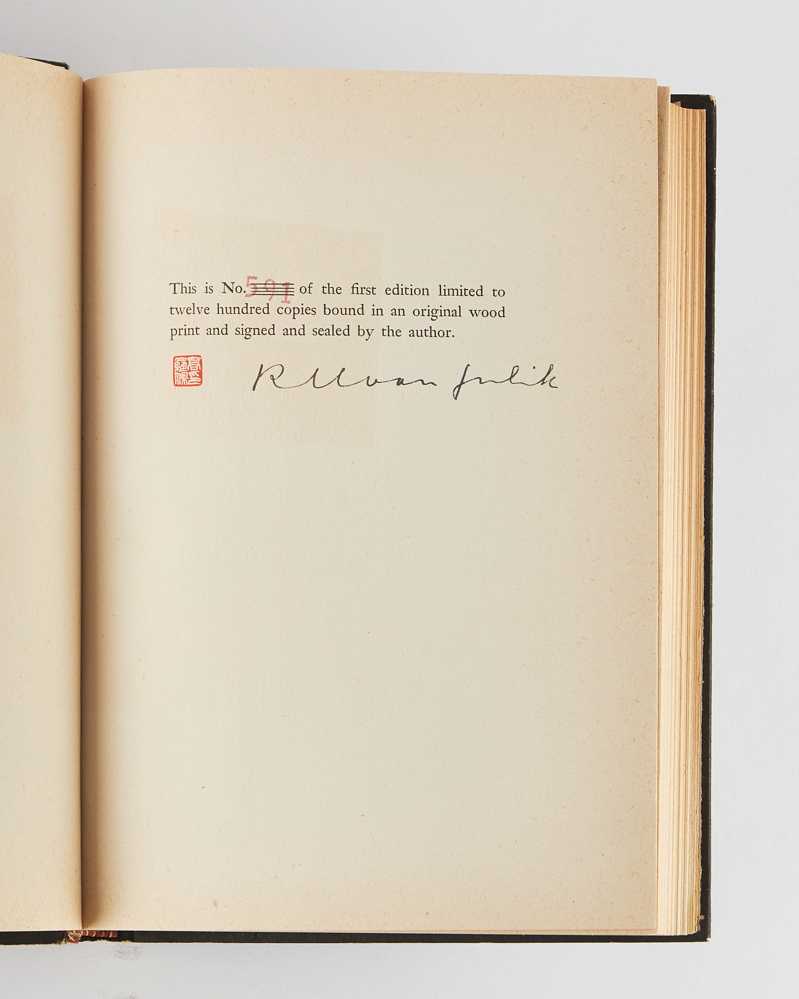 This is No. 591 of the first edition limited to
twelve hundred copies bound in an original wood
print and signed and sealed by the author.
R H van Gulik